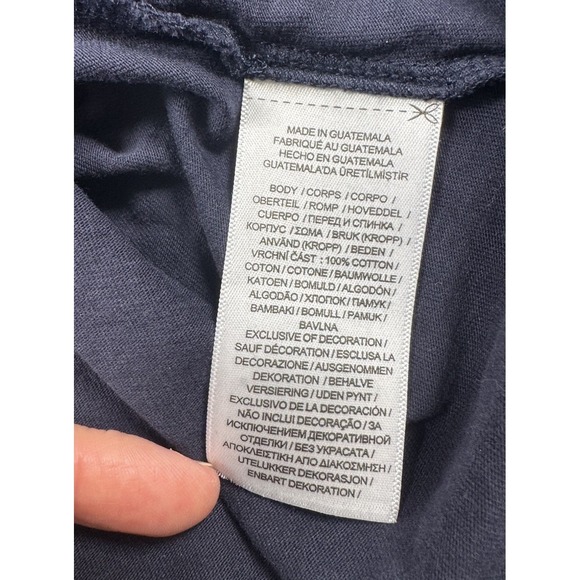 MADE IN GUATEMALA
FABRIQUÉ AU GUATEMALA
HECHO EN GUATEMALA
GUATEMALA'DA ÜRETİLMİŞTİR
BODY / CORPS / CORPO /
OBERTEIL / ROMP / HOVEDDEL /
CUERPO / ПЕРЕД И СПИНКА /
КОРПУС / ΣΩΜΑ / BRUK (KROPP) /
ANVÄND (KROPP) / BEDEN /
VRCHNÍ ČÁST : 100% COTTON /
COTON / COTONE / BAUMWOLLE /
KATOEN / BOMULD / ALGODÓN /
ALGODÃO / ХЛОПОК / ПАМУК /
BAMBAKI / BOMULL / PAMUK /
BAVLNA
EXCLUSIVE OF DECORATION /
SAUF DÉCORATION / ESCLUSA LA
DECORAZIONE / AUSGENOMMEN
DEKORATION / BEHALVE
VERSIERING / UDEN PYNT /
EXCLUSIVO DE LA DECORACIÓN /
NÃO INCLUI DECORAÇÃO / ЗА
ИСКЛЮЧЕНИЕМ ДЕКОРАТИВНОЙ
ОТДЕЛКИ / БЕЗ УКРАСАТА /
ΑΠΟΚΛΕΙΣΤΙΚΗ ΑΠΟ ΔΙΑΚΟΣΜΗΣΗ /
UTELUKKER DEKORASJON /
ENBART DEKORATION /